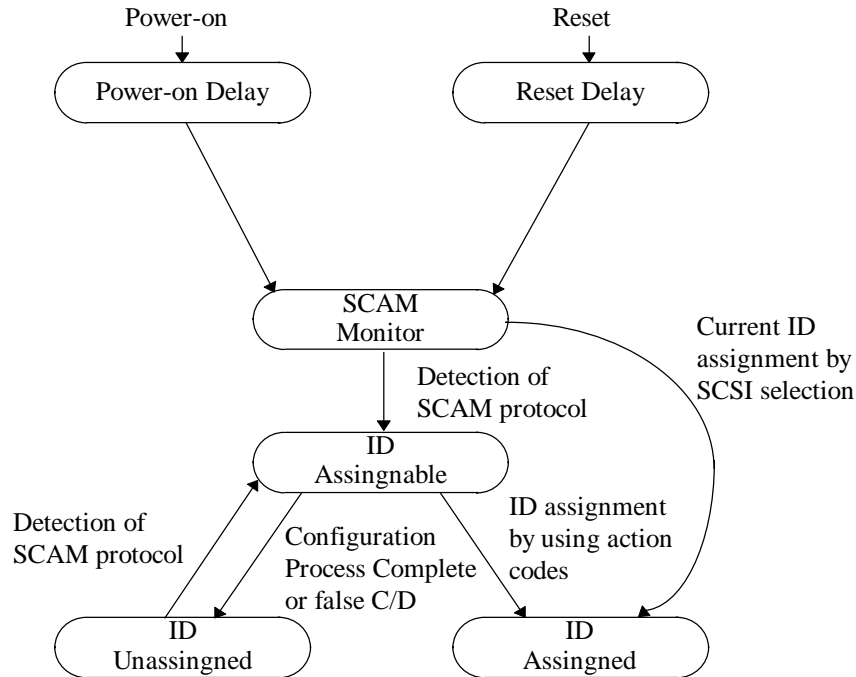 Power-on
Reset
Power-on Delay
Reset Delay
SCAM
Monitor
Current ID
assignment by
SCSI selection
Detection of
SCAM protocol
ID
Assingnable
Detection of
SCAM protocol
Configuration
Process Complete
or false C/D
ID assignment
by using action
codes
ID
Unassingned
ID
Assingned